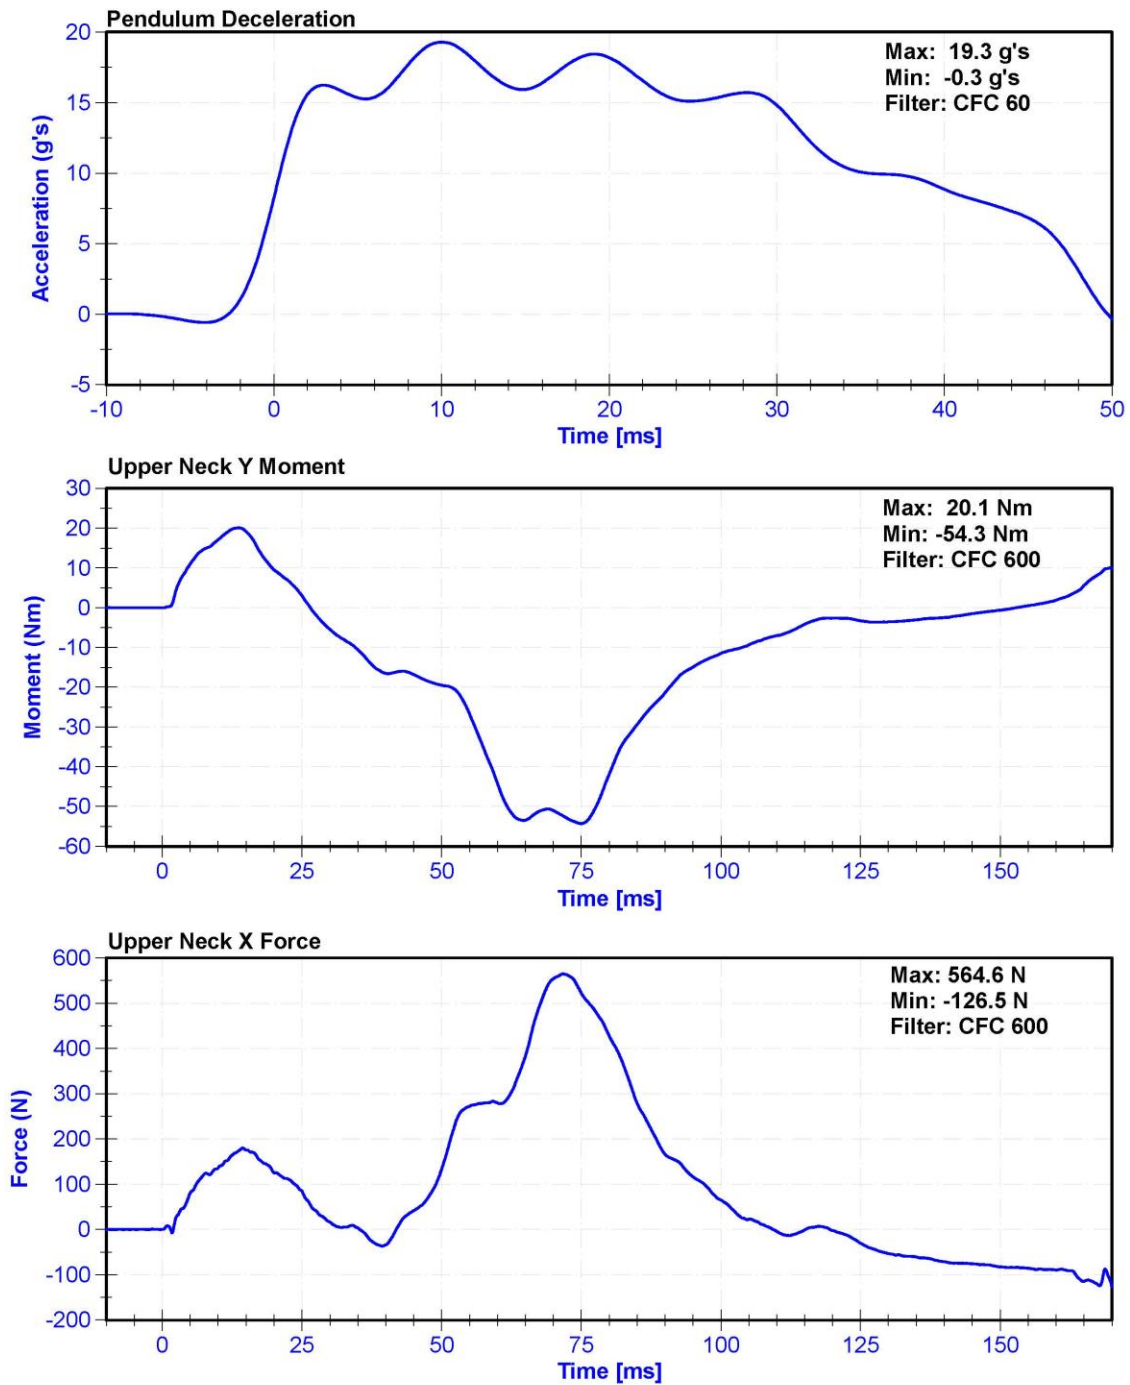 Pendulum Deceleration
Max: 19.3 g's
Min: -0.3 g's
Filter: CFC 60
Acceleration (g's)
20
15
10
5
0
-5
-10 0 10 20 30 40 50
Time [ms]
Upper Neck Y Moment
Max: 20.1 Nm
Min: -54.3 Nm
Filter: CFC 600
Moment (Nm)
30
20
10
0
-10
-20
-30
-40
-50
-60
0 25 50 75 100 125 150
Time [ms]
Upper Neck X Force
Max: 564.6 N
Min: -126.5 N
Filter: CFC 600
Force (N)
600
500
400
300
200
100
0
-100
-200
0 25 50 75 100 125 150
Time [ms]